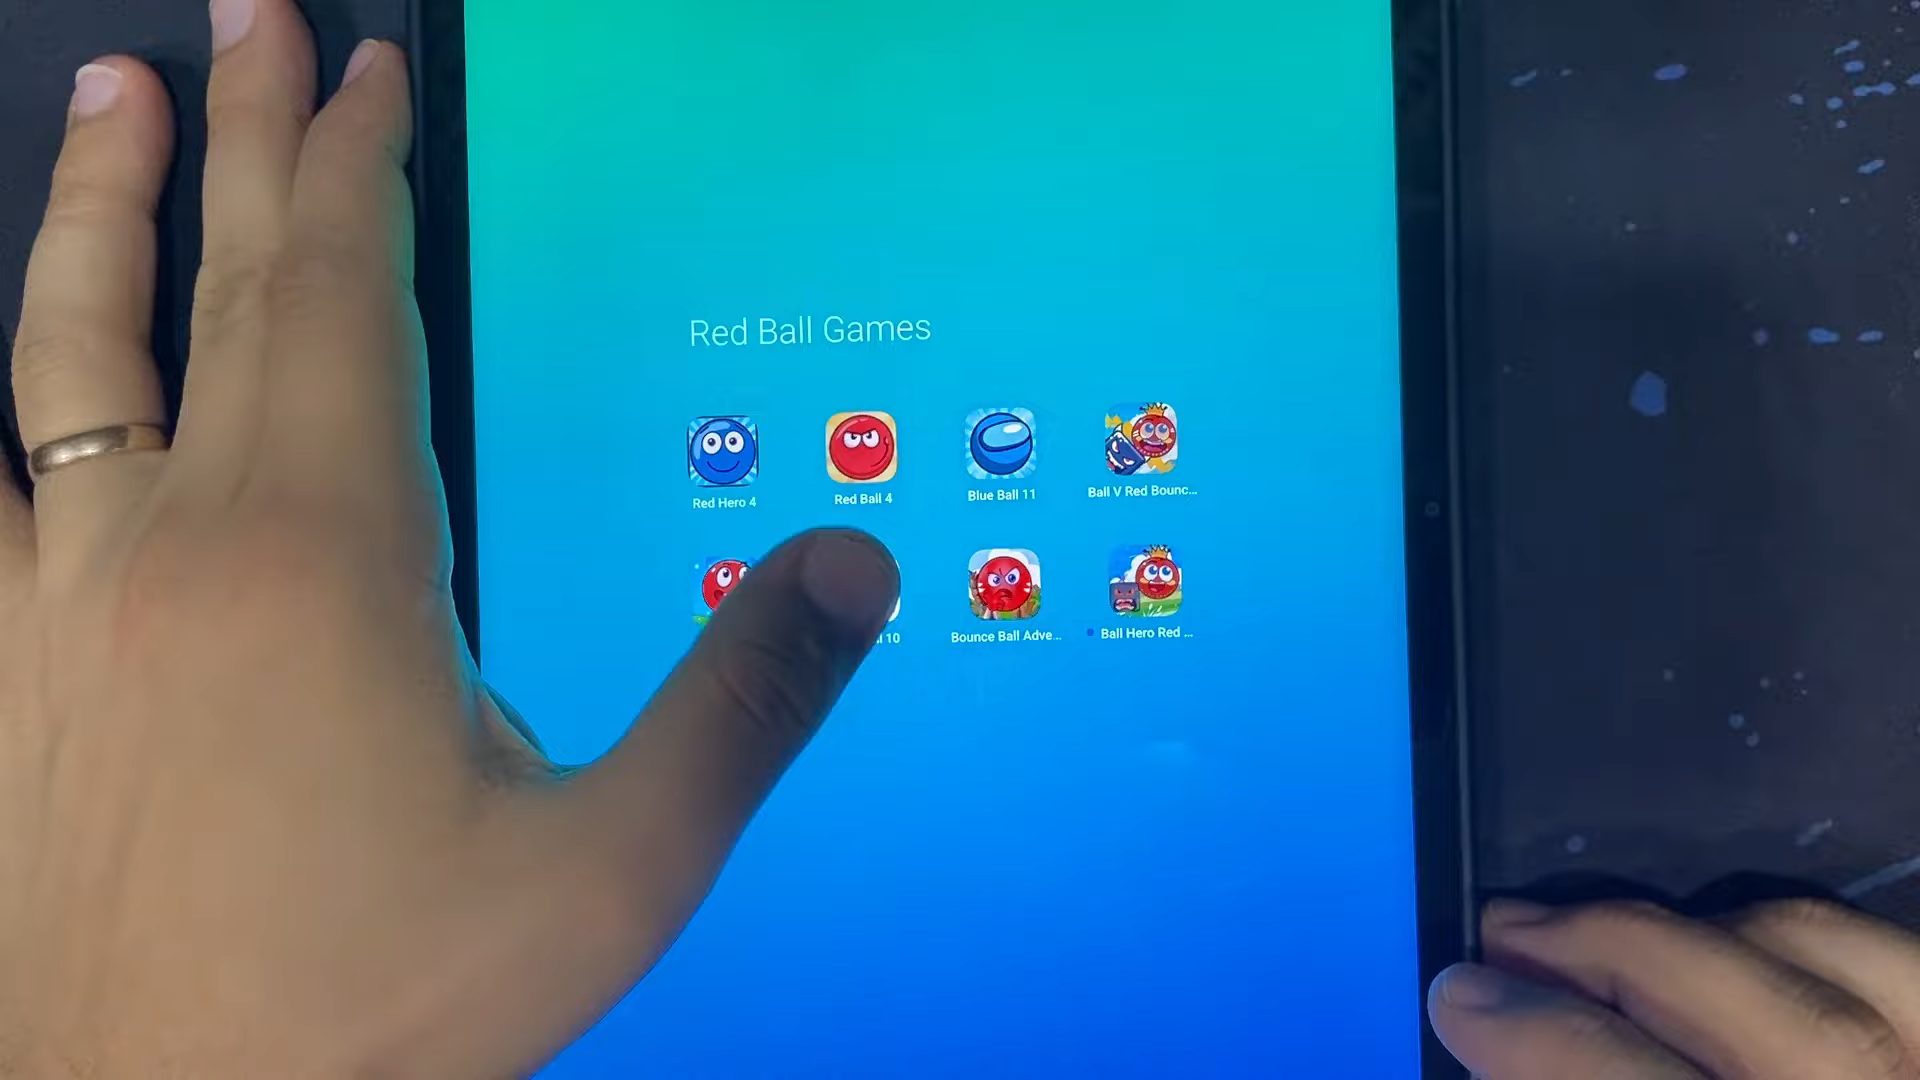 Red Ball Games
Red Hero 4
Red Ball 4
Blue Ball 11
Ball V Red Bounc...
10
Bounce Ball Adve...
Ball Hero Red ...